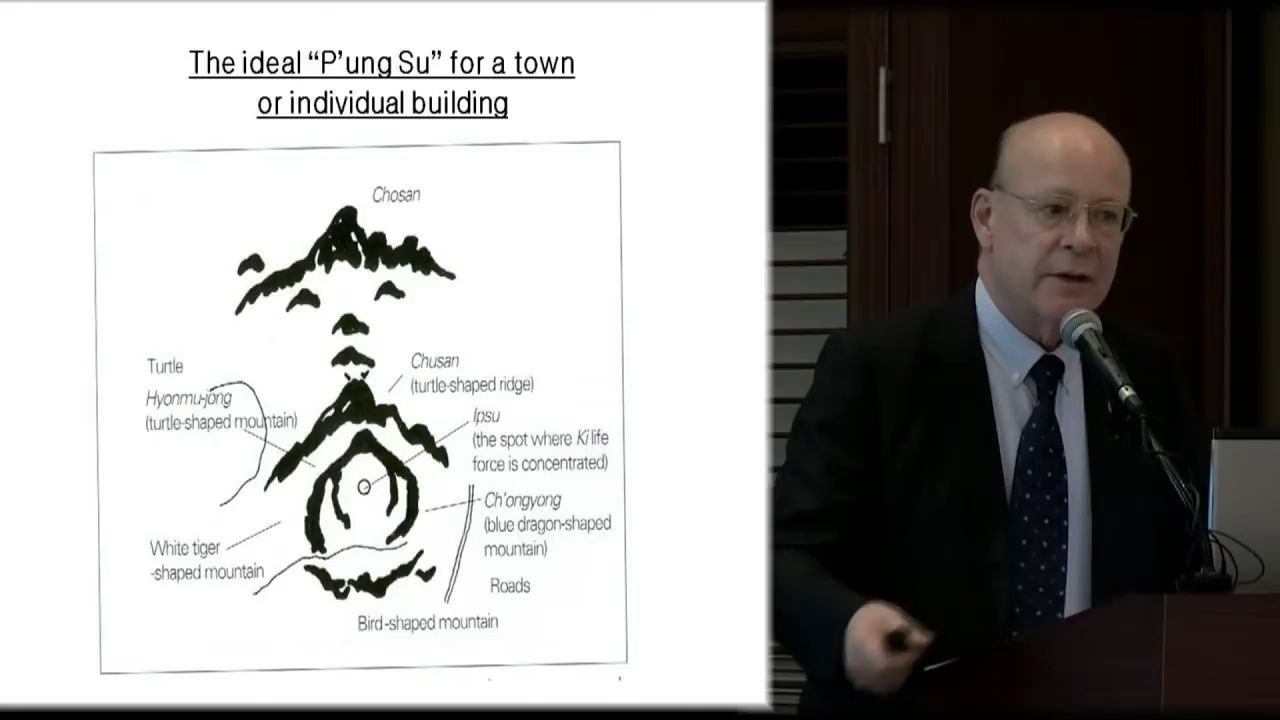 The ideal “P’ung Su” for a town
or individual building
Chosan
Turtle
Hyonmu-jong
(turtle-shaped mountain)
Chusan
(turtle-shaped ridge)
Ipsu
(the spot where Ki life
force is concentrated)
Ch’ongyong
(blue dragon-shaped
mountain)
White tiger
-shaped mountain
Roads
Bird-shaped mountain